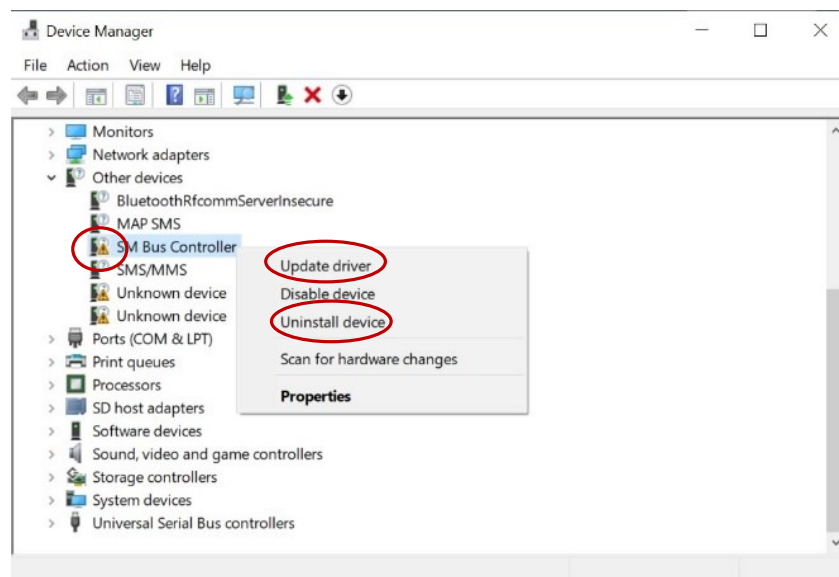 Device Manager
File Action View Help
Monitors
Network adapters
Other devices
BluetoothRfcommServerInsecure
MAP SMS
SM Bus Controller
SMS/MMS
Unknown device
Unknown device
Ports (COM & LPT)
Print queues
Processors
SD host adapters
Software devices
Sound, video and game controllers
Storage controllers
System devices
Universal Serial Bus controllers
Update driver
Disable device
Uninstall device
Scan for hardware changes
Properties